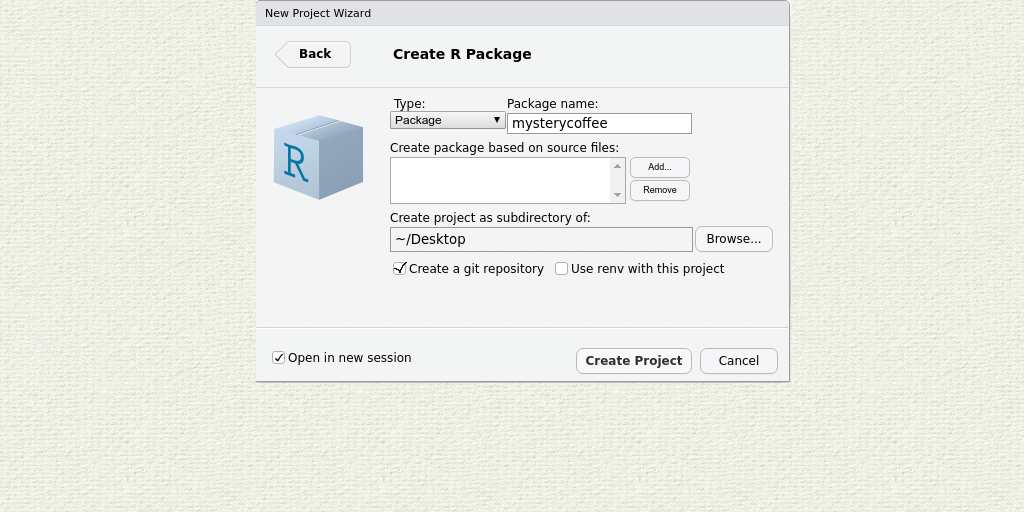 New Project Wizard
Back
Create R Package
Type:
Package name:
Package
mysterycoffee
R
Create package based on source files:
Add...
Remove
Create project as subdirectory of:
~/Desktop
Browse...
Create a git repository
Use renv with this project
Open in new session
Create Project
Cancel